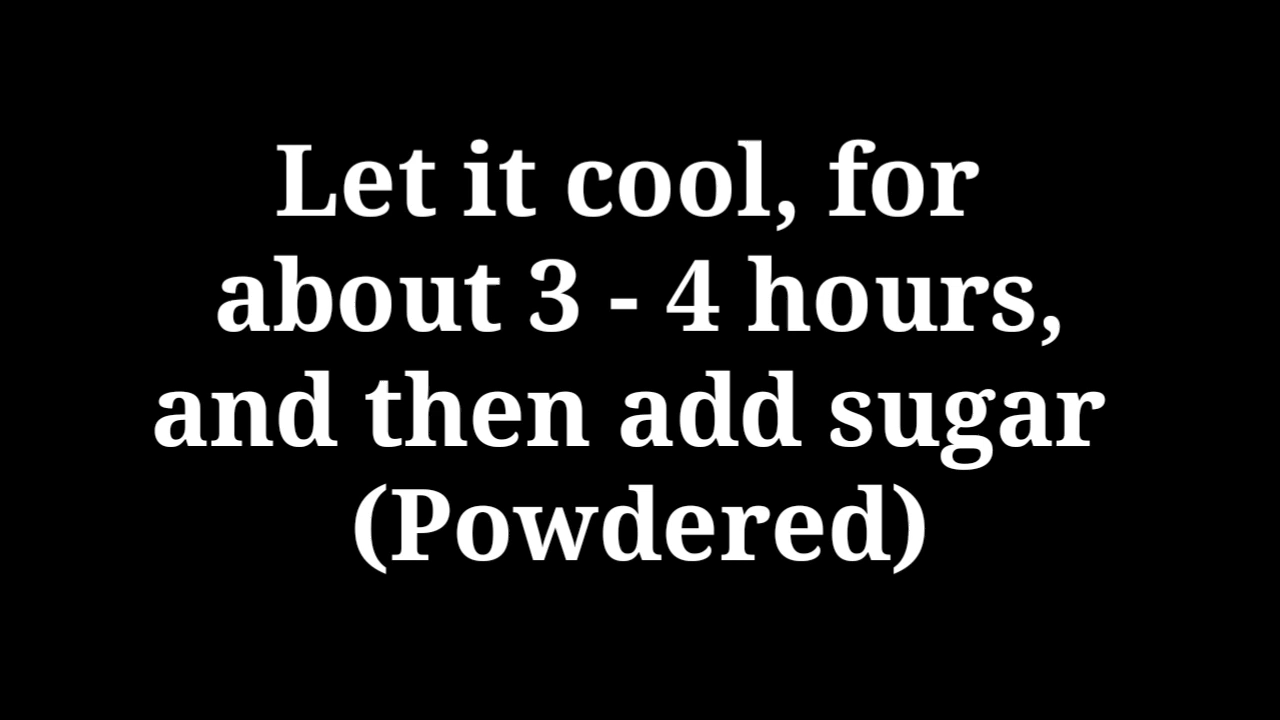 Let it cool, for
about 3 - 4 hours,
and then add sugar
(Powdered)